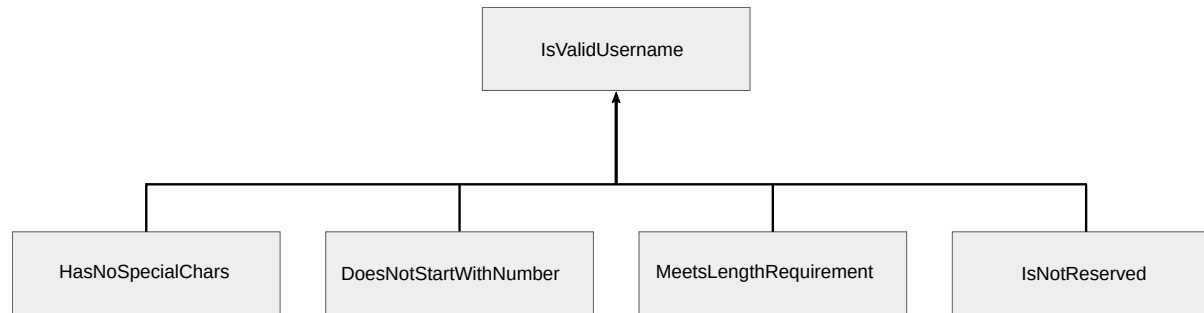 IsValidUsername
HasNoSpecialChars
DoesNotStartWithNumber
MeetsLengthRequirement
IsNotReserved